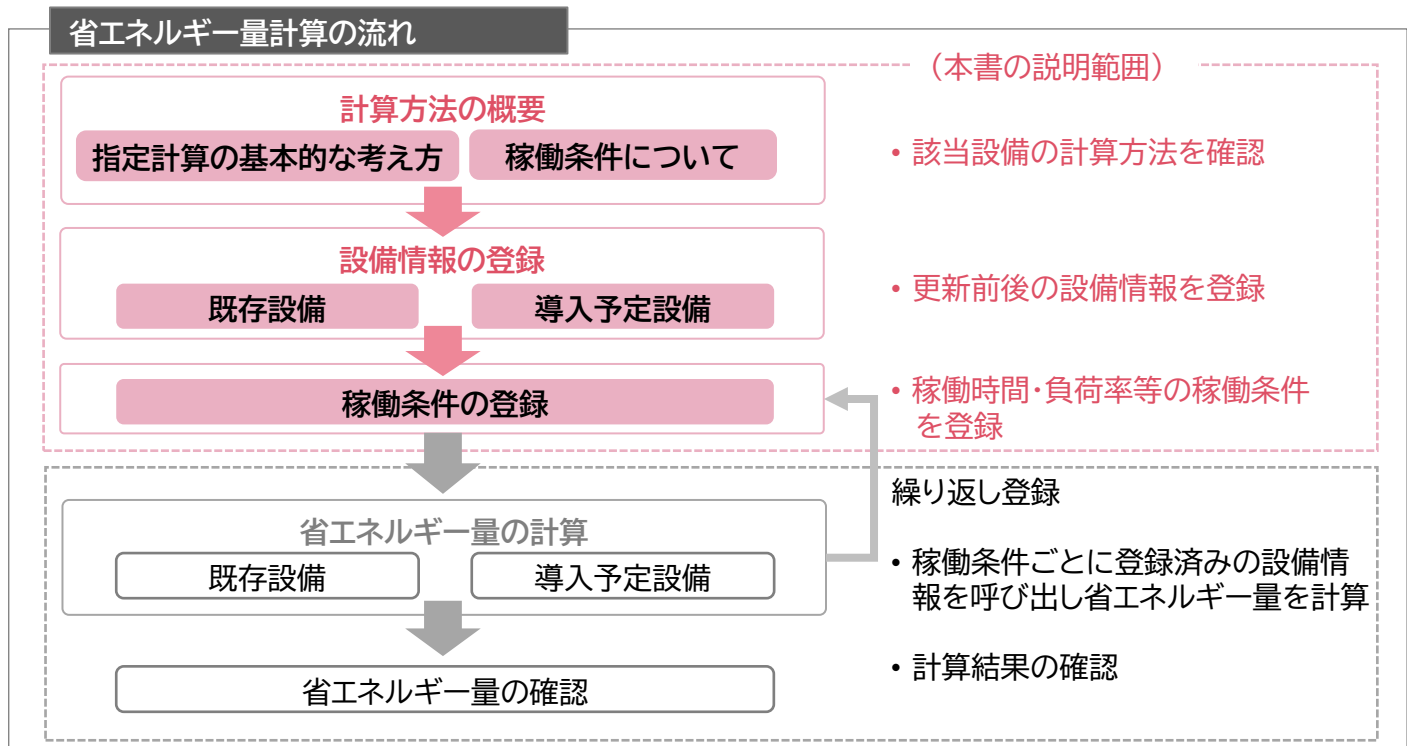 省エネルギー量計算の流れ
（本書の説明範囲）
計算方法の概要
指定計算の基本的な考え方
稼働条件について
• 該当設備の計算方法を確認
設備情報の登録
既存設備
導入予定設備
• 更新前後の設備情報を登録
稼働条件の登録
• 稼働時間・負荷率等の稼働条件
を登録
繰り返し登録
省エネルギー量の計算
既存設備
導入予定設備
• 稼働条件ごとに登録済みの設備情
報を呼び出し省エネルギー量を計算
省エネルギー量の確認
• 計算結果の確認